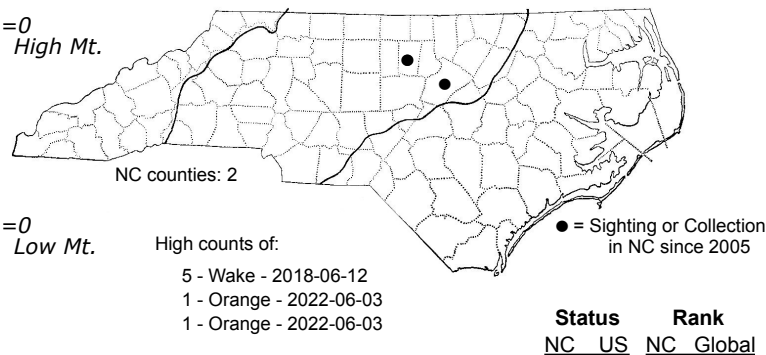 =0
High Mt.
NC counties: 2
=0
Low Mt.
High counts of:
5 - Wake - 2018-06-12
1 - Orange - 2022-06-03
1 - Orange - 2022-06-03
● = Sighting or Collection
in NC since 2005
Status Rank
NC US NC Global